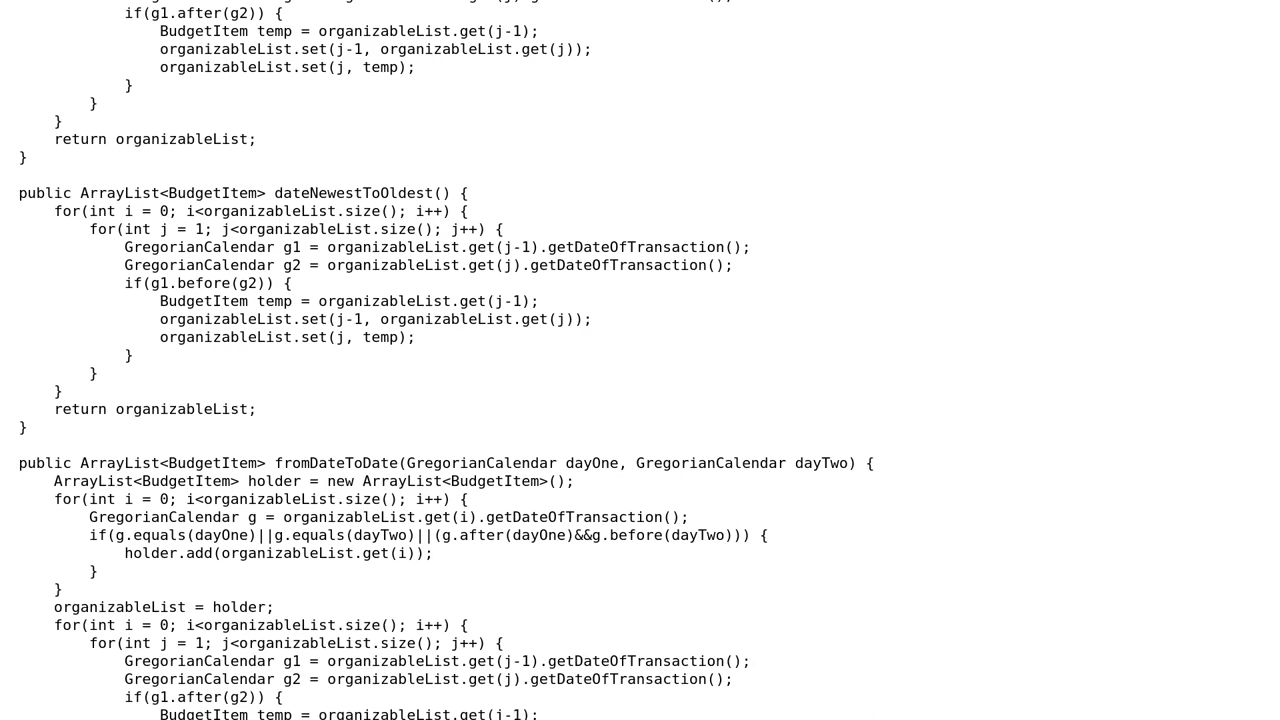 if(g1.after(g2)) {
BudgetItem temp = organizableList.get(j-1);
organizableList.set(j-1, organizableList.get(j));
organizableList.set(j, temp);
}
}
}
return organizableList;
}
public ArrayList<BudgetItem> dateNewestToOldest() {
for(int i = 0; i<organizableList.size(); i++) {
for(int j = 1; j<organizableList.size(); j++) {
GregorianCalendar g1 = organizableList.get(j-1).getDateOfTransaction();
GregorianCalendar g2 = organizableList.get(j).getDateOfTransaction();
if(g1.before(g2)) {
BudgetItem temp = organizableList.get(j-1);
organizableList.set(j-1, organizableList.get(j));
organizableList.set(j, temp);
}
}
}
return organizableList;
}
public ArrayList<BudgetItem> fromDateToDate(GregorianCalendar dayOne, GregorianCalendar dayTwo) {
ArrayList<BudgetItem> holder = new ArrayList<BudgetItem>();
for(int i = 0; i<organizableList.size(); i++) {
GregorianCalendar g = organizableList.get(i).getDateOfTransaction();
if(g.equals(dayOne)||g.equals(dayTwo)||(g.after(dayOne)&&g.before(dayTwo))) {
holder.add(organizableList.get(i));
}
}
organizableList = holder;
for(int i = 0; i<organizableList.size(); i++) {
for(int j = 1; j<organizableList.size(); j++) {
GregorianCalendar g1 = organizableList.get(j-1).getDateOfTransaction();
GregorianCalendar g2 = organizableList.get(j).getDateOfTransaction();
if(g1.after(g2)) {
BudgetItem temp = organizableList.get(j-1);